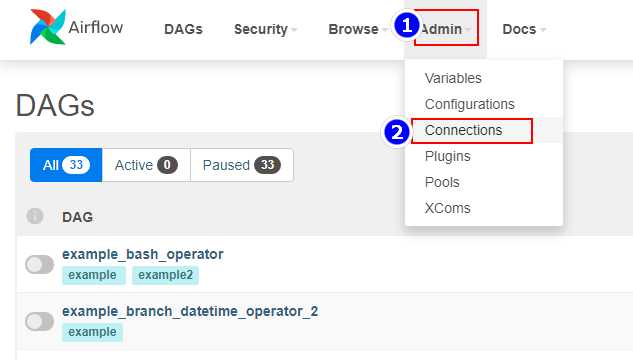 Airflow DAGs Security Browse 1 Admin Docs
Variables
Configurations
2 Connections
Plugins
Pools
XComs
DAGs
All 33 Active 0 Paused 33
i DAG
example_bash_operator
example example2
example_branch_datetime_operator_2
example